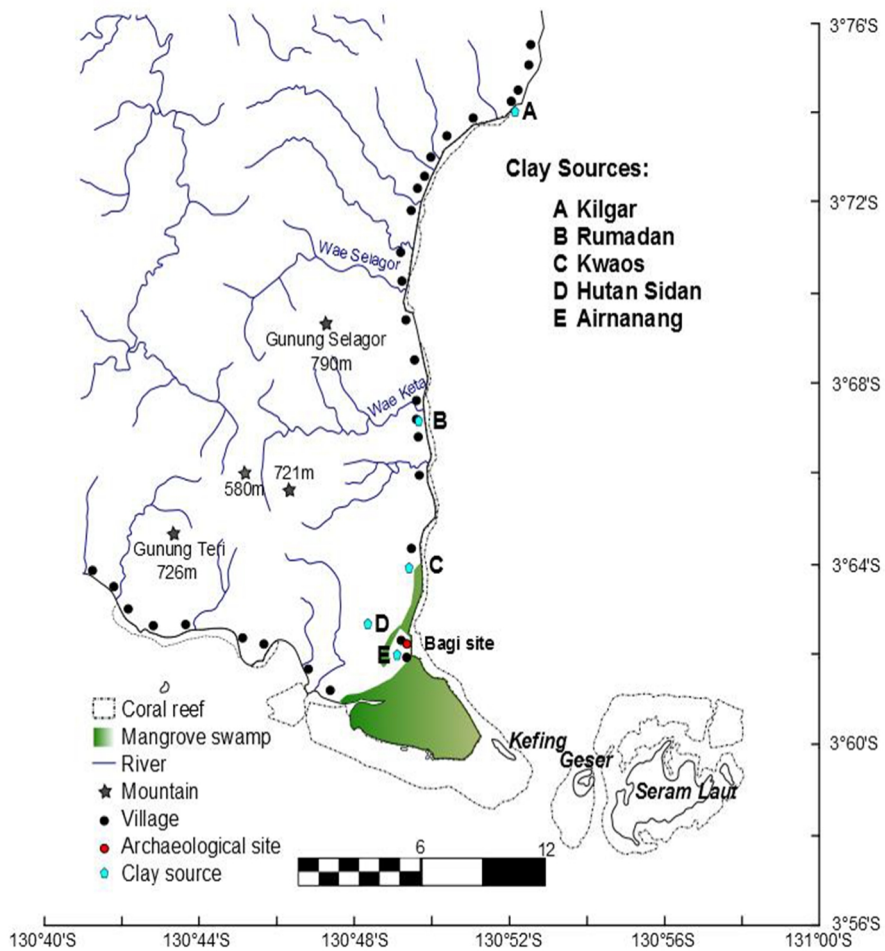 3°76'S
A
Clay Sources:
A Kilgar
B Rumadan
C Kwaos
D Hutan Sidan
E Airnanang
3°72'S
Wae Selagor
Gunung Selagor
790m
3°68'S
Wae Keta
B
721m
580m
Gunung Teri
726m
C
3°64'S
D
E
Bagi site
Coral reef
Mangrove swamp
River
Mountain
Village
Archaeological site
Clay source
Kefing
Geser
Seram Laut
3°60'S
6
12
3°56'S
130°40'S
130°44'S
130°48'S
130°52'S
130°56'S
131°00'S